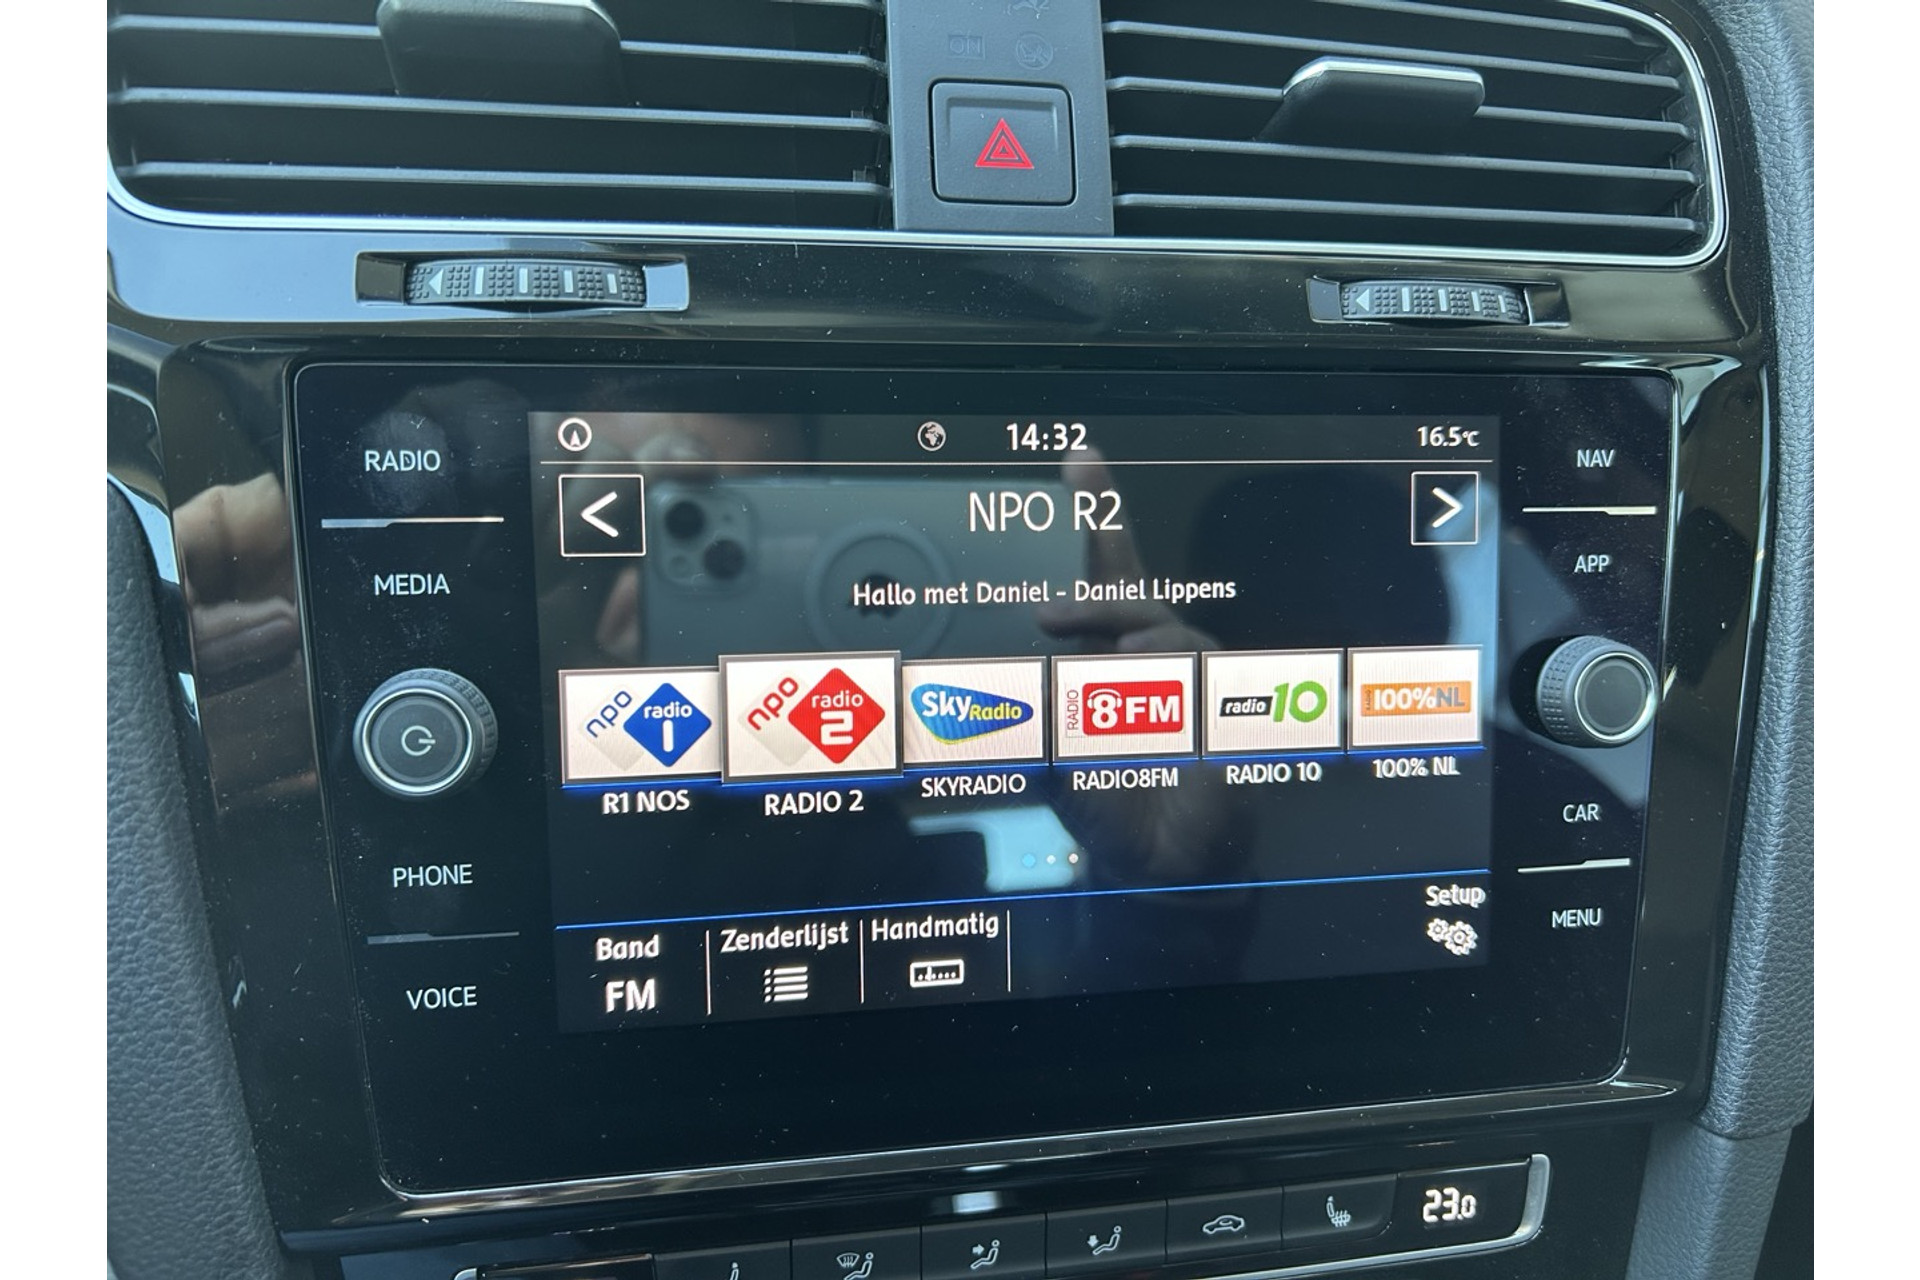 ON
RADIO
MEDIA
PHONE
VOICE
14:32
16.5°C
<
NPO R2
>
Hallo met Daniel - Daniel Lippens
npo radio 1
npo radio 2
Sky Radio
RADIO 8FM
radio 10
100% NL
R1 NOS
RADIO 2
SKYRADIO
RADIO8FM
RADIO 10
100% NL
Band
FM
Zenderlijst
Handmatig
Setup
NAV
APP
CAR
MENU
23.0